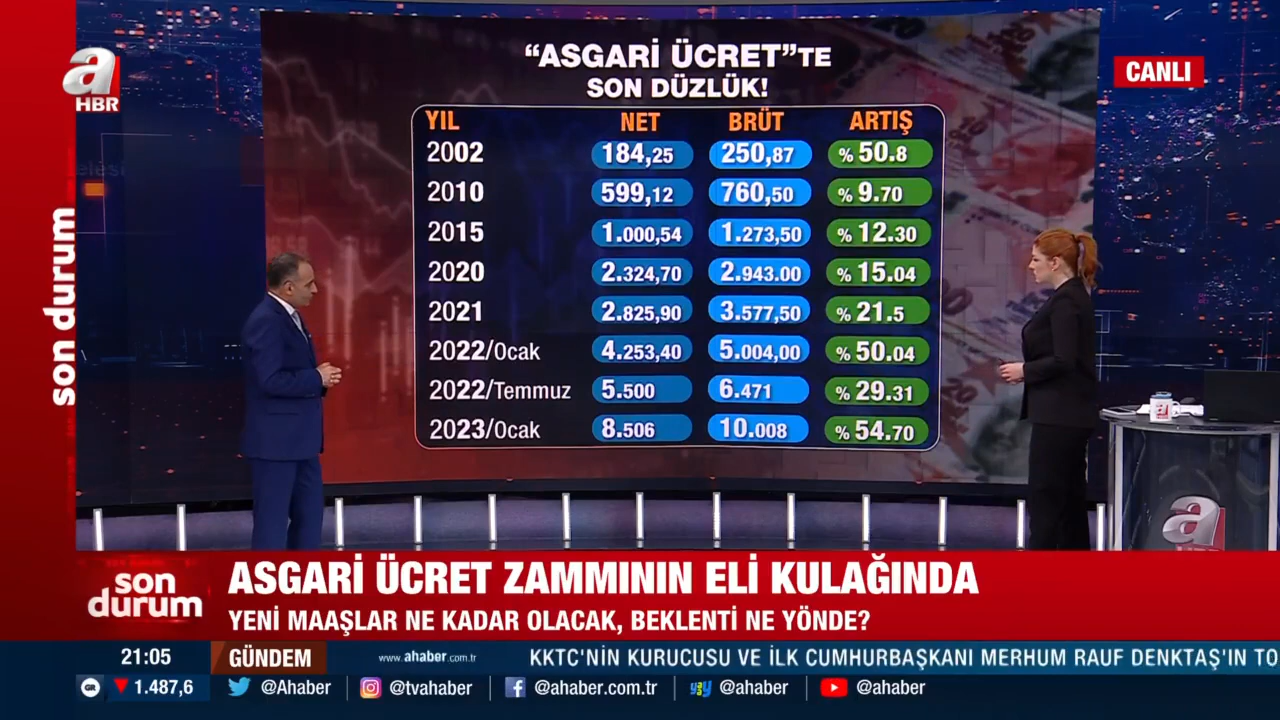 a
HBR
CANLI
"ASGARİ ÜCRET"TE
SON DÜZLÜK!
YIL NET BRÜT ARTIŞ
2002 184,25 250,87 % 50.8
2010 599,12 760,50 % 9.70
2015 1.000,54 1.273,50 % 12.30
2020 2.324,70 2.943.00 % 15.04
2021 2.825,90 3.577,50 % 21.5
2022/Ocak 4.253,40 5.004,00 % 50.04
2022/Temmuz 5.500 6.471 % 29.31
2023/Ocak 8.506 10.008 % 54.70
son durum
a
a
son
durum
ASGARİ ÜCRET ZAMMININ ELİ KULAĞINDA
YENİ MAAŞLAR NE KADAR OLACAK, BEKLENTİ NE YÖNDE?
21:05 GÜNDEM www.ahaber.com.tr KKTC'NİN KURUCUSU VE İLK CUMHURBAŞKANI MERHUM RAUF DENKTAŞ'IN TO
GR 1.487,6 @Ahaber @tvahaber @ahaber.com.tr yay @ahaber @ahaber